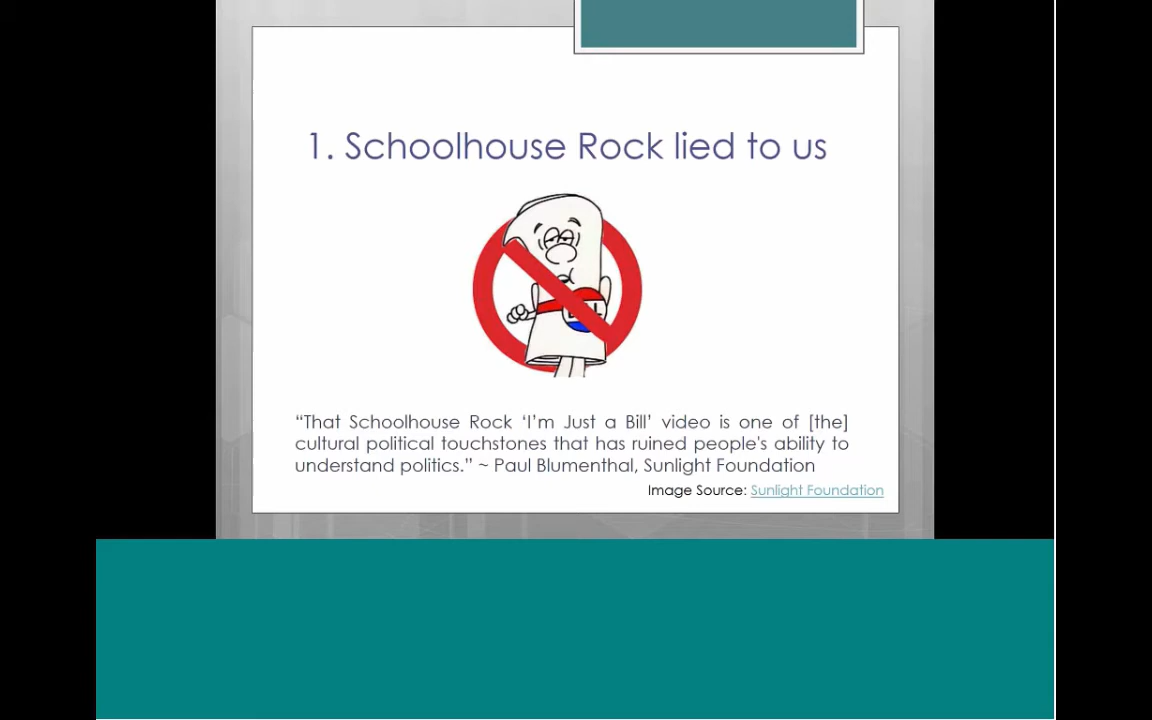 1. Schoolhouse Rock lied to us
“That Schoolhouse Rock ‘I’m Just a Bill’ video is one of [the]
cultural political touchstones that has ruined people's ability to
understand politics.” ~ Paul Blumenthal, Sunlight Foundation
Image Source: Sunlight Foundation